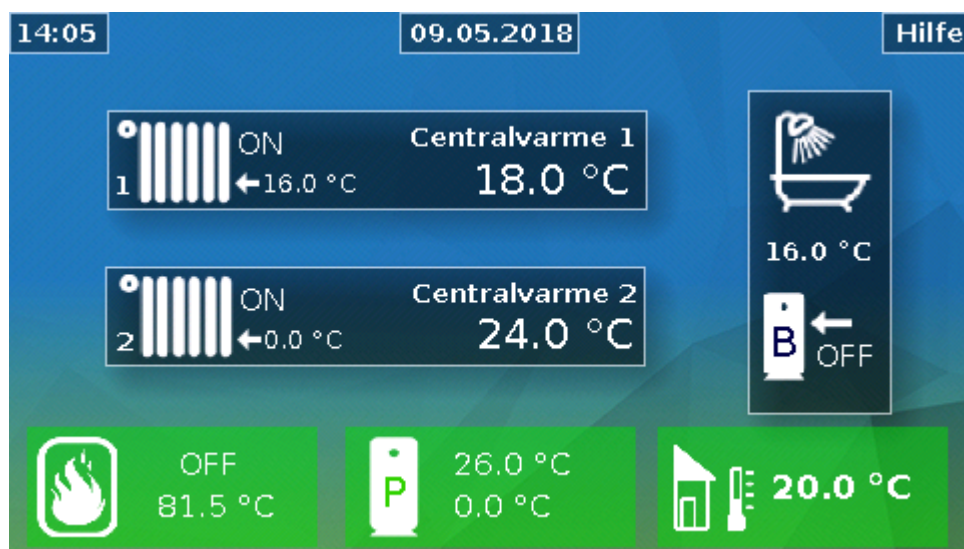 14:05 09.05.2018 Hilfe
ON Centralvarme 1
1 16.0 °C 18.0 °C
16.0 °C
ON Centralvarme 2
2 0.0 °C 24.0 °C
B OFF
OFF 26.0 °C
P 20.0 °C
81.5 °C 0.0 °C